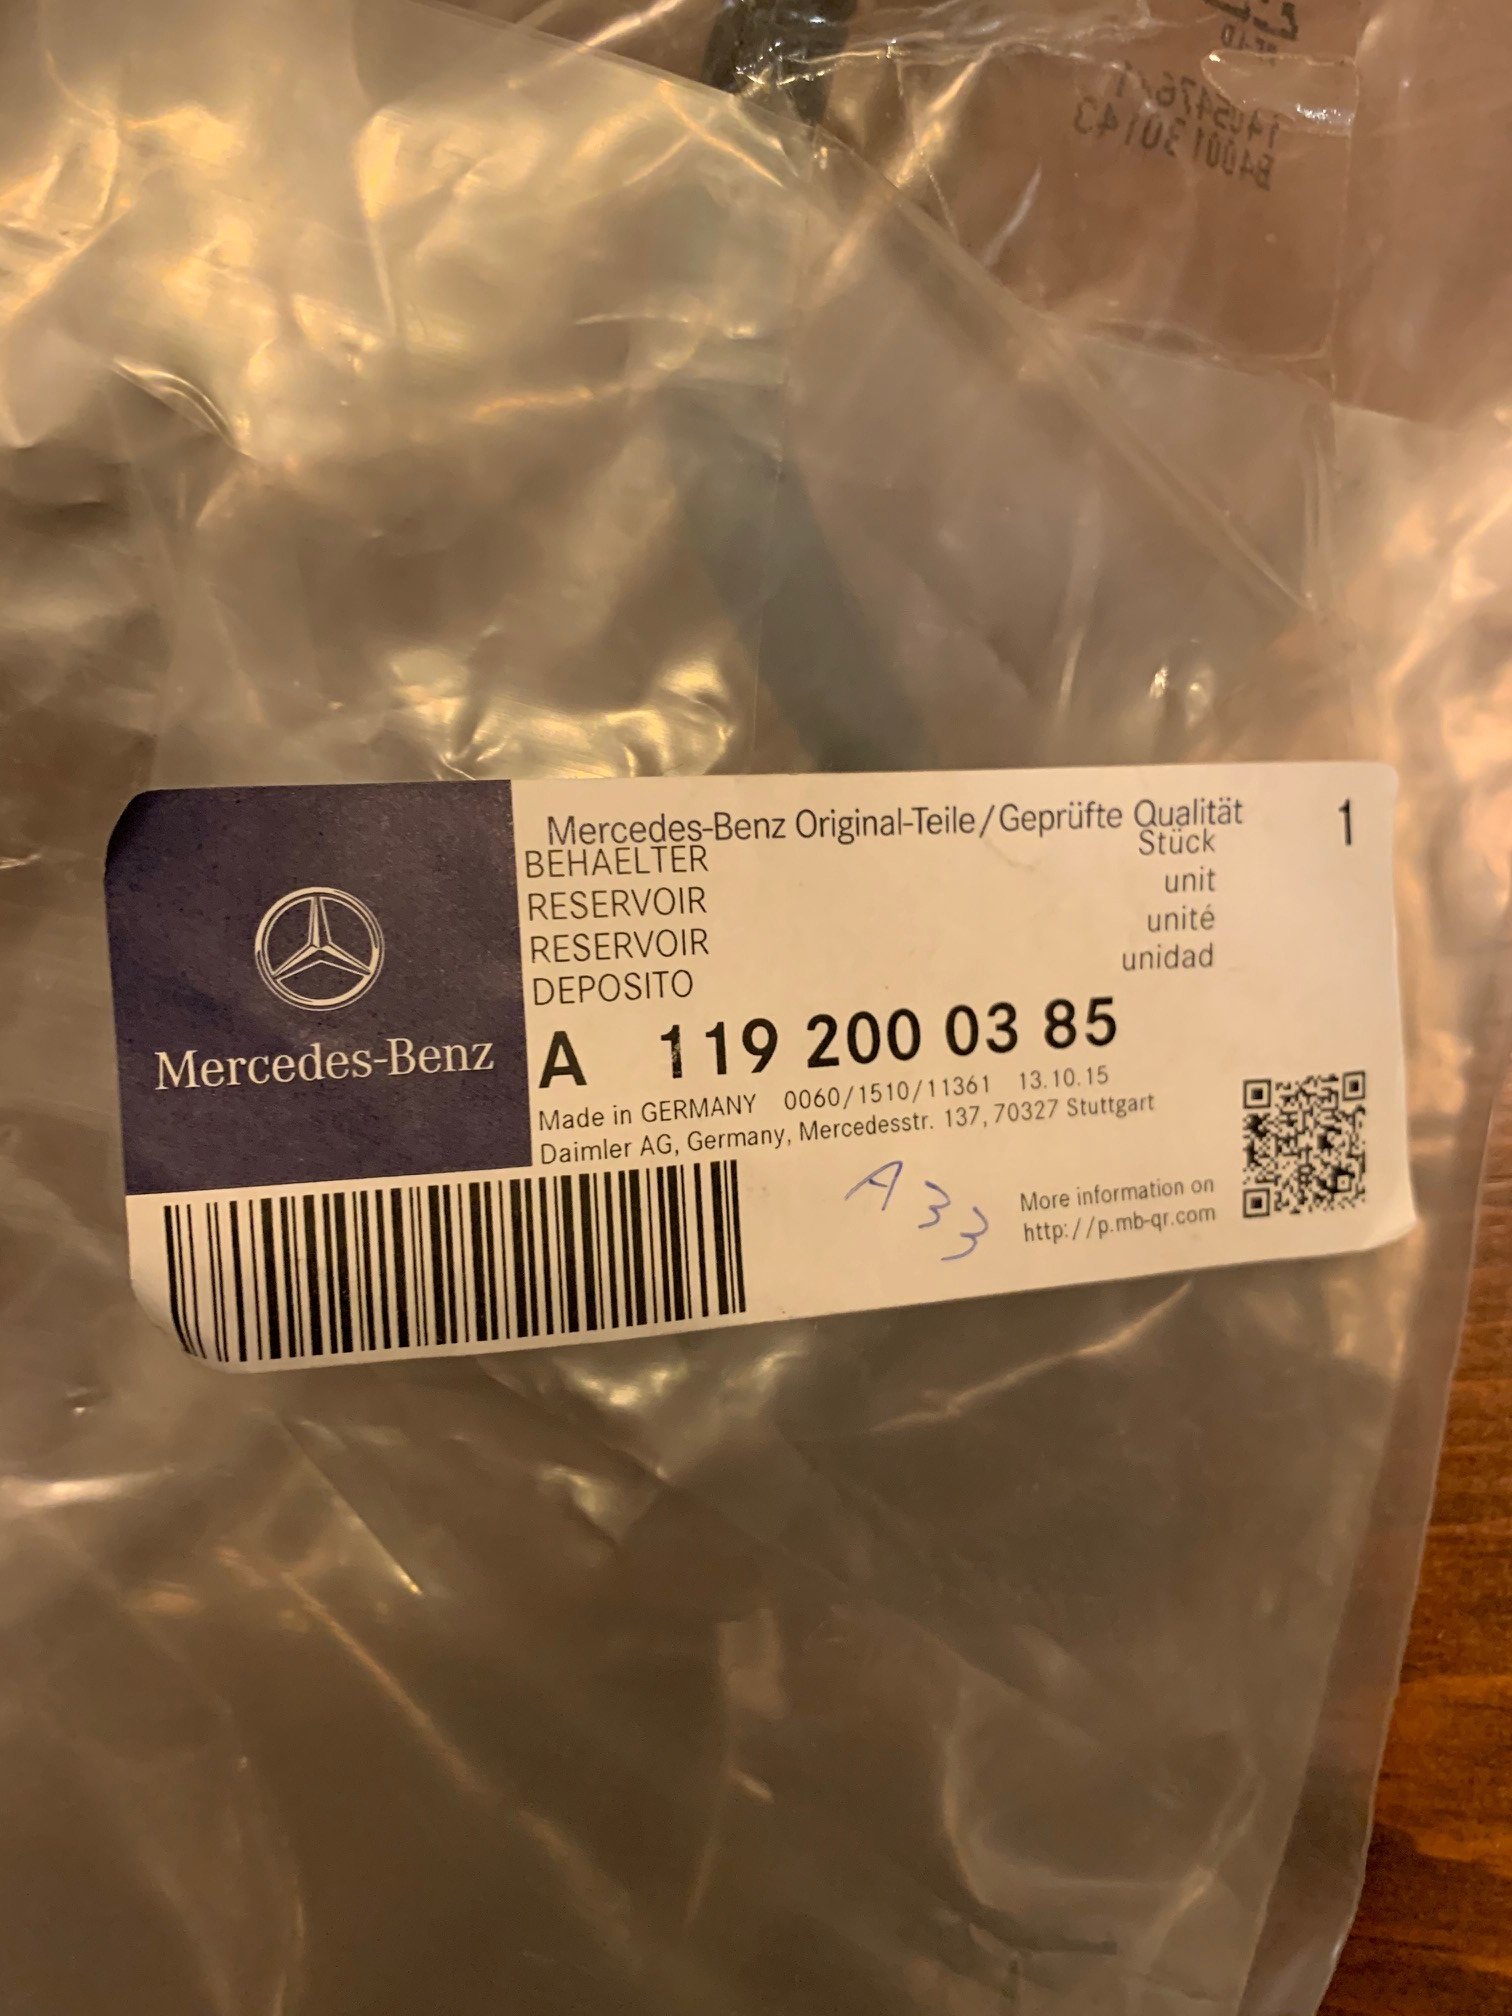 B400130143
Mercedes-Benz
Mercedes-Benz Original-Teile/Geprüfte Qualität
1
BEHAELTER
Stück
RESERVOIR
unit
RESERVOIR
unité
DEPOSITO
unidad
A 119 200 03 85
Made in GERMANY 0060/1510/11361 13.10.15
Daimler AG, Germany, Mercedesstr. 137, 70327 Stuttgart
A33
More information on
http://p.mb-qr.com